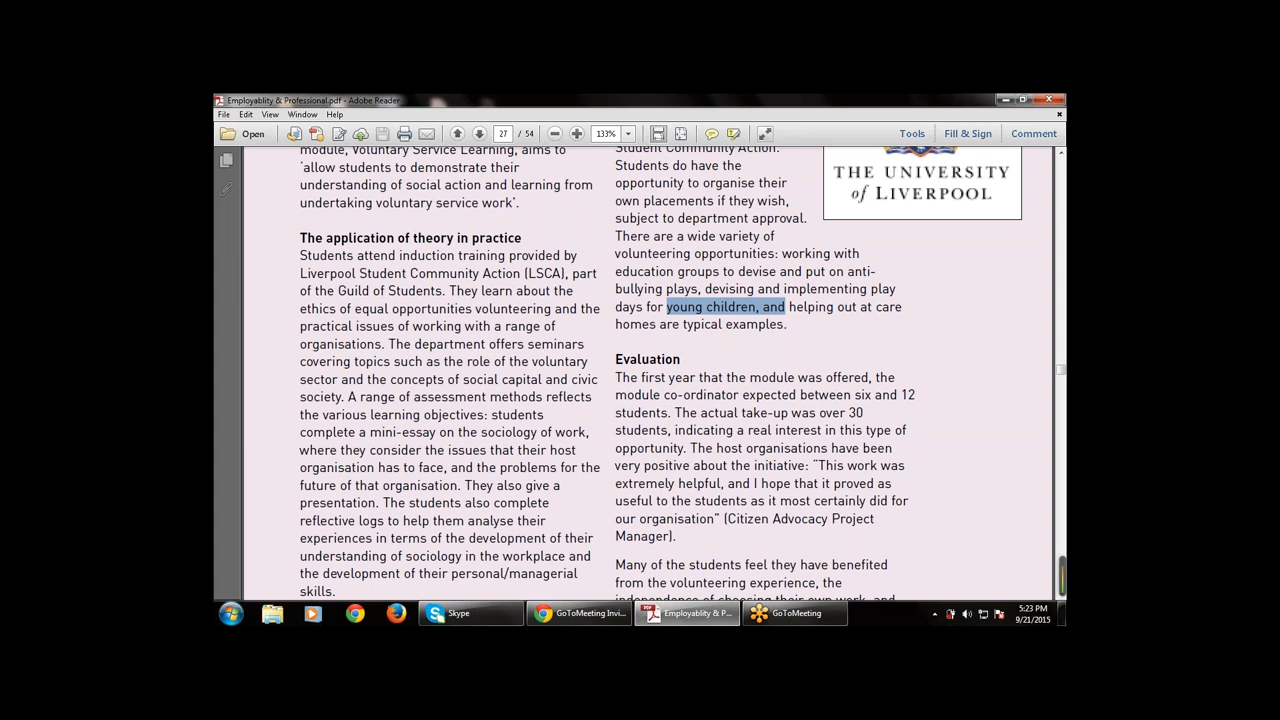 Employablity & Professional.pdf - Adobe Reader
File Edit View Window Help
Open 27 / 54 133% Tools Fill & Sign Comment
module, Voluntary Service Learning, aims to
‘allow students to demonstrate their
understanding of social action and learning from
undertaking voluntary service work’.
The application of theory in practice
Students attend induction training provided by
Liverpool Student Community Action (LSCA), part
of the Guild of Students. They learn about the
ethics of equal opportunities volunteering and the
practical issues of working with a range of
organisations. The department offers seminars
covering topics such as the role of the voluntary
sector and the concepts of social capital and civic
society. A range of assessment methods reflects
the various learning objectives: students
complete a mini-essay on the sociology of work,
where they consider the issues that their host
organisation has to face, and the problems for the
future of that organisation. They also give a
presentation. The students also complete
reflective logs to help them analyse their
experiences in terms of the development of their
understanding of sociology in the workplace and
the development of their personal/managerial
skills.
Student Community Action.
Students do have the
opportunity to organise their
own placements if they wish,
subject to department approval.
There are a wide variety of
volunteering opportunities: working with
education groups to devise and put on anti-
bullying plays, devising and implementing play
days for young children, and helping out at care
homes are typical examples.
THE UNIVERSITY
of LIVERPOOL
Evaluation
The first year that the module was offered, the
module co-ordinator expected between six and 12
students. The actual take-up was over 30
students, indicating a real interest in this type of
opportunity. The host organisations have been
very positive about the initiative: “This work was
extremely helpful, and I hope that it proved as
useful to the students as it most certainly did for
our organisation” (Citizen Advocacy Project
Manager).
Many of the students feel they have benefited
from the volunteering experience, the
independence of choosing their own work, and
Skype GoToMeeting Invi... Employablity & P... GoToMeeting
5:23 PM
9/21/2015